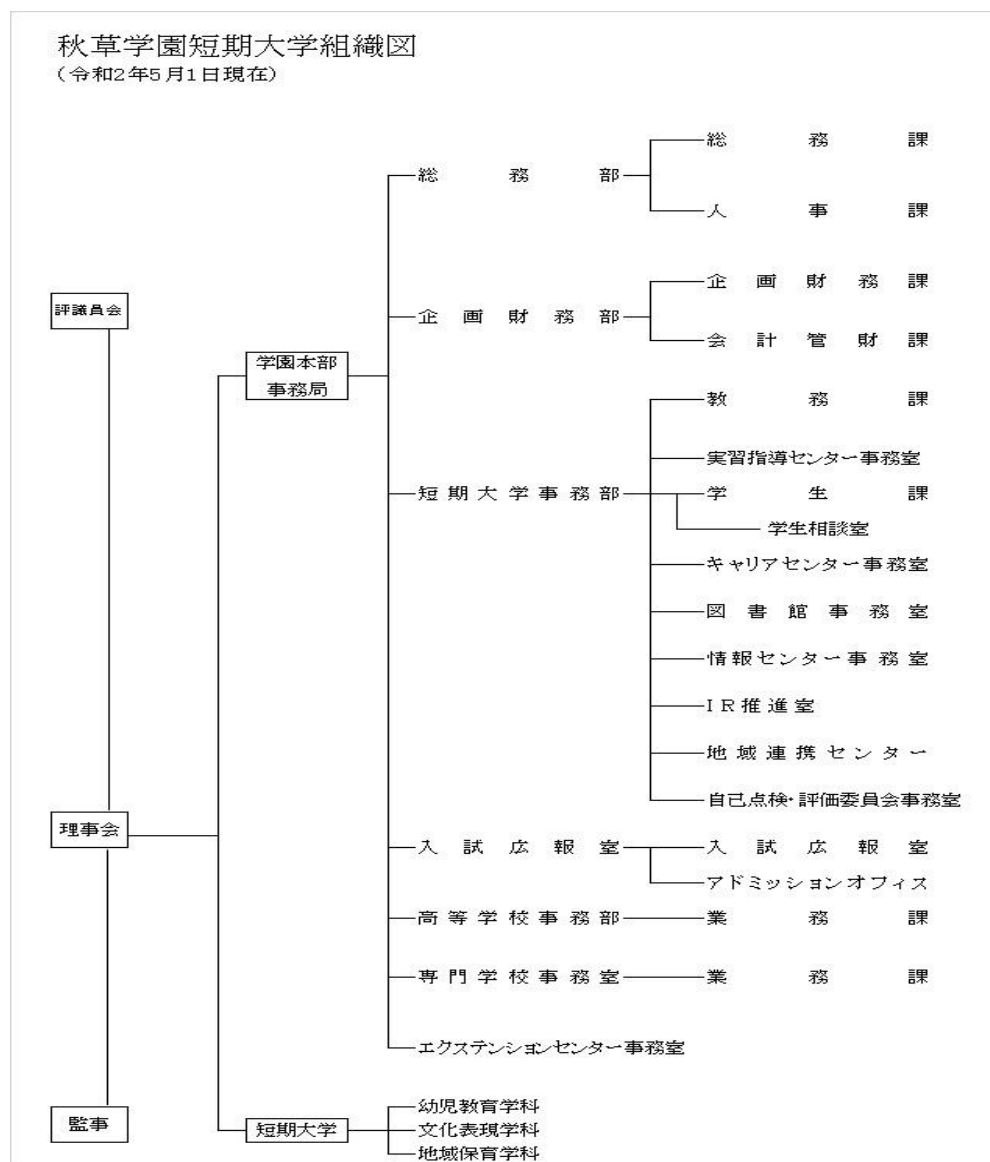 秋草学園短期大学組織図
(令和2年5月1日現在)
総務課
総務部
人事課
企画財務課
評議員会
企画財務部
会計管財課
学園本部
事務局
教務課
実習指導センター事務室
短期大学事務部
学生課
学生相談室
キャリアセンター事務室
図書館事務室
情報センター事務室
IR推進室
地域連携センター
自己点検・評価委員会事務室
理事会
入試広報室
入試広報室
アドミッションオフィス
高等学校事務部
業務課
専門学校事務室
業務課
エクステンションセンター事務室
監事
短期大学
幼児教育学科
文化表現学科
地域保育学科